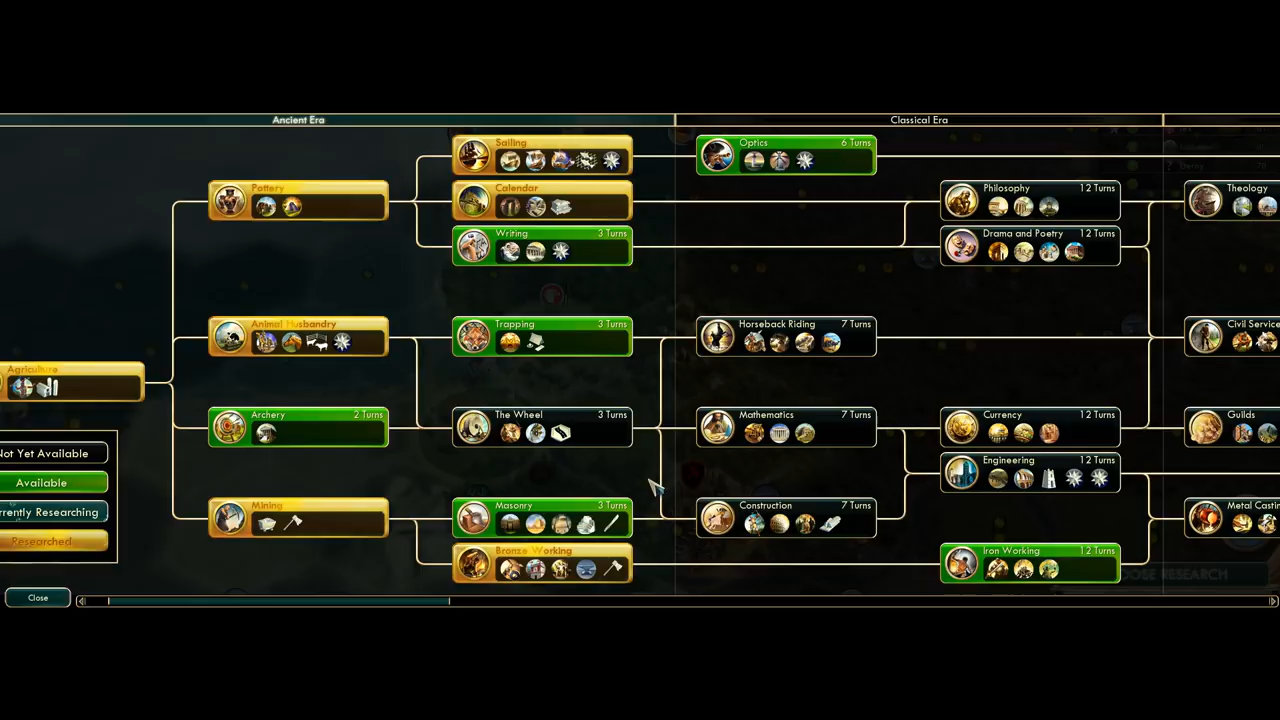 Ancient Era
Classical Era
Sailing
Optics 6 Turns
Pottery
Calendar
Philosophy 12 Turns
Theology
Writing 3 Turns
Drama and Poetry 12 Turns
Animal Husbandry
Trapping 3 Turns
Horseback Riding 7 Turns
Civil Service
Agriculture
Archery 2 Turns
The Wheel 3 Turns
Mathematics 7 Turns
Currency 12 Turns
Guilds
Not Yet Available
Engineering 12 Turns
Available
Mining
Masonry 3 Turns
Construction 7 Turns
Metal Casting
rrently Researching
Researched
Bronze Working
Iron Working 12 Turns
OOSE RESEARCH
Close